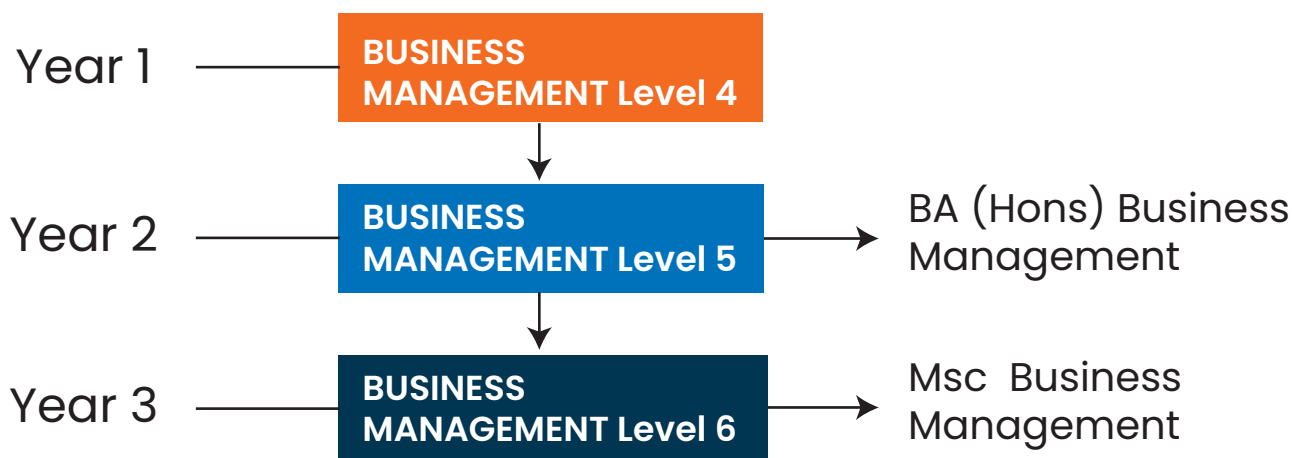 Year 1
BUSINESS
MANAGEMENT Level 4
Year 2
BUSINESS
MANAGEMENT Level 5
BA (Hons) Business
Management
Year 3
BUSINESS
MANAGEMENT Level 6
Msc Business
Management